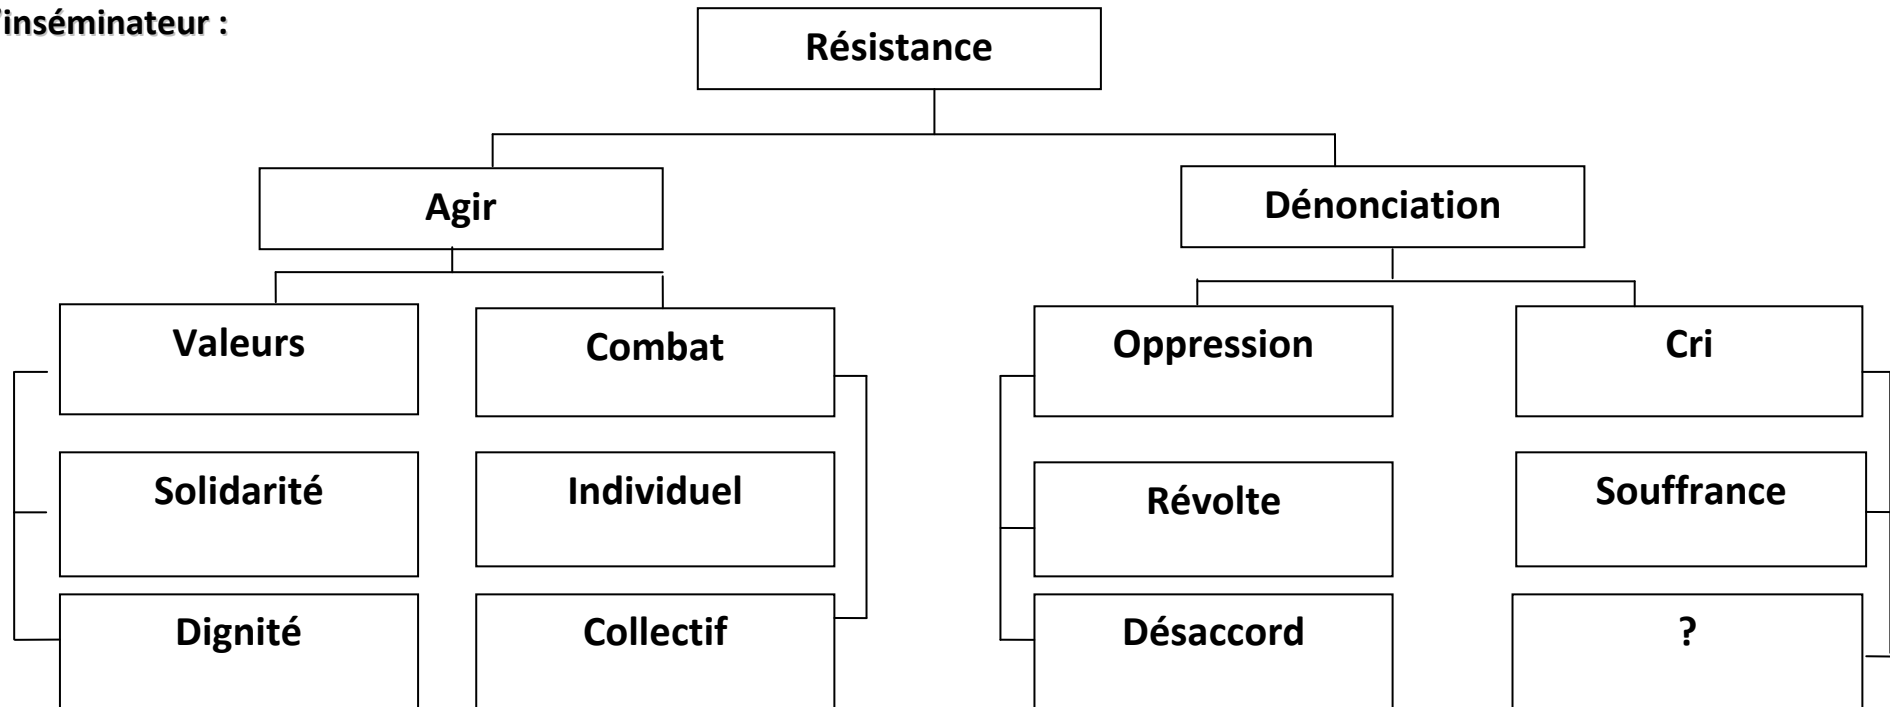 'inséminateur :
Résistance
Agir
Dénonciation
Valeurs
Combat
Oppression
Cri
Solidarité
Individuel
Révolte
Souffrance
Dignité
Collectif
Désaccord
?